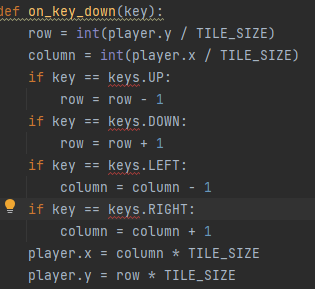 def on_key_down(key):
    row = int(player.y / TILE_SIZE)
    column = int(player.x / TILE_SIZE)
    if key == keys.UP:
        row = row - 1
    if key == keys.DOWN:
        row = row + 1
    if key == keys.LEFT:
        column = column - 1
    if key == keys.RIGHT:
        column = column + 1
    player.x = column * TILE_SIZE
    player.y = row * TILE_SIZE